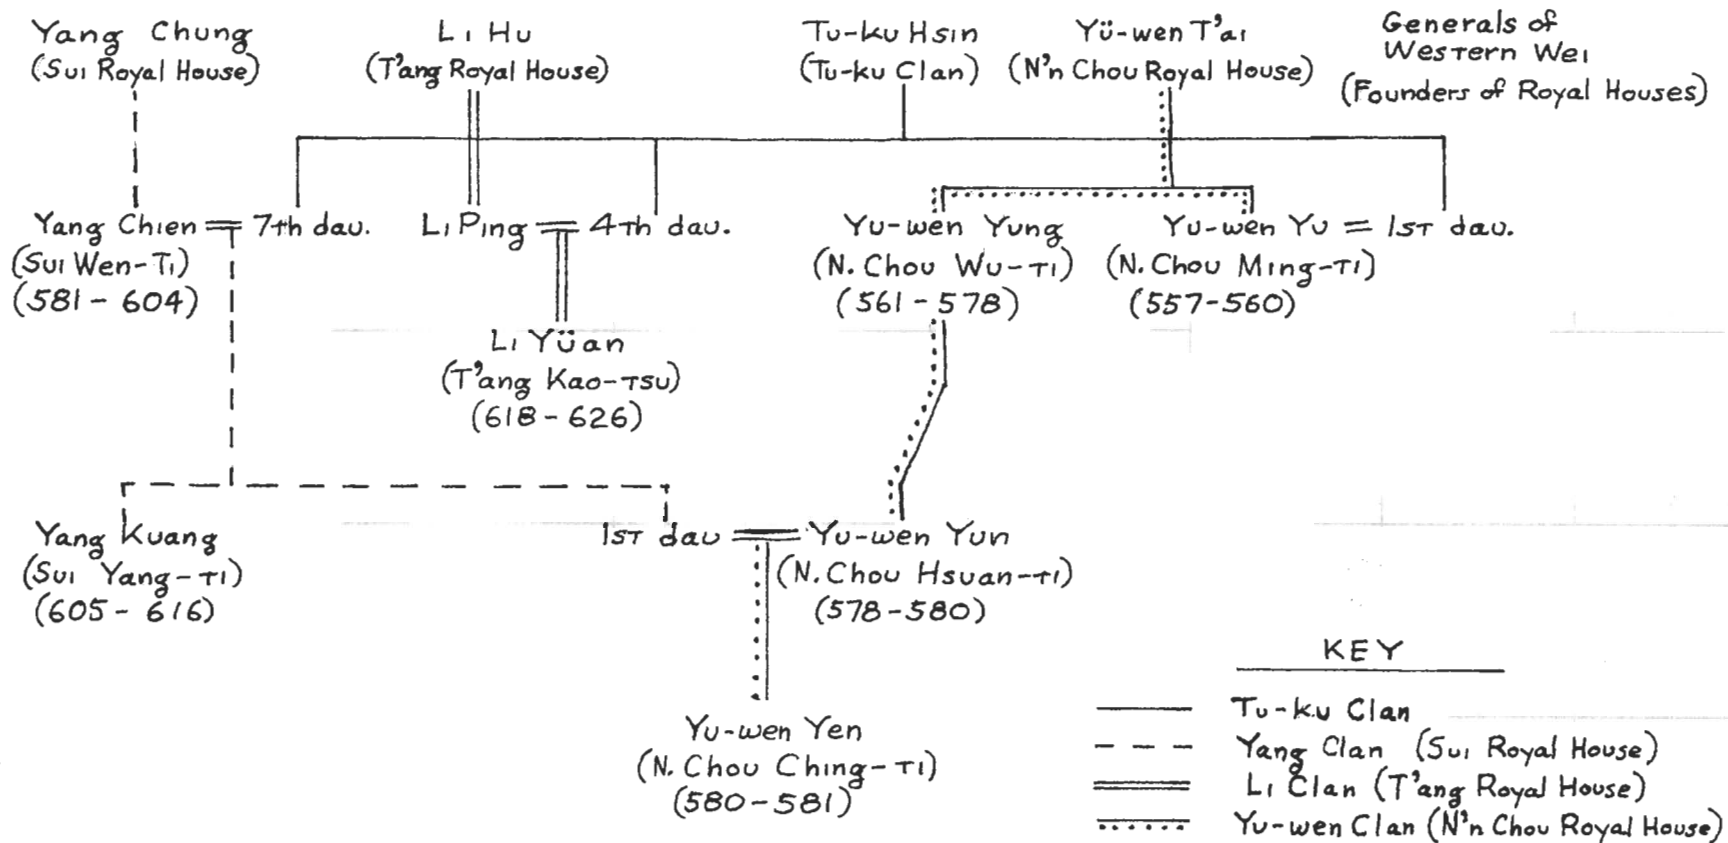 Yang Chung
(Sui Royal House)
Li Hu
(T'ang Royal House)
Tu-ku Hsin
(Tu-ku Clan)
Yü-wen T'ai
(N'n Chou Royal House)
Generals of
Western Wei
(Founders of Royal Houses)
Yang Chien = 7th dau.
(Sui Wen-Ti)
(581-604)
Li Ping = 4th dau.
Yu-wen Yung
(N. Chou Wu-ti)
(561-578)
Yu-wen Yu = 1st dau.
(N. Chou Ming-ti)
(557-560)
Li Yüan
(T'ang Kao-tsu)
(618-626)
Yang Kuang
(Sui Yang-ti)
(605-616)
1st dau = Yu-wen Yun
(N. Chou Hsuan-ti)
(578-580)
Yu-wen Yen
(N. Chou Ching-ti)
(580-581)
KEY
Tu-ku Clan
Yang Clan (Sui Royal House)
Li Clan (T'ang Royal House)
Yu-wen Clan (N'n Chou Royal House)